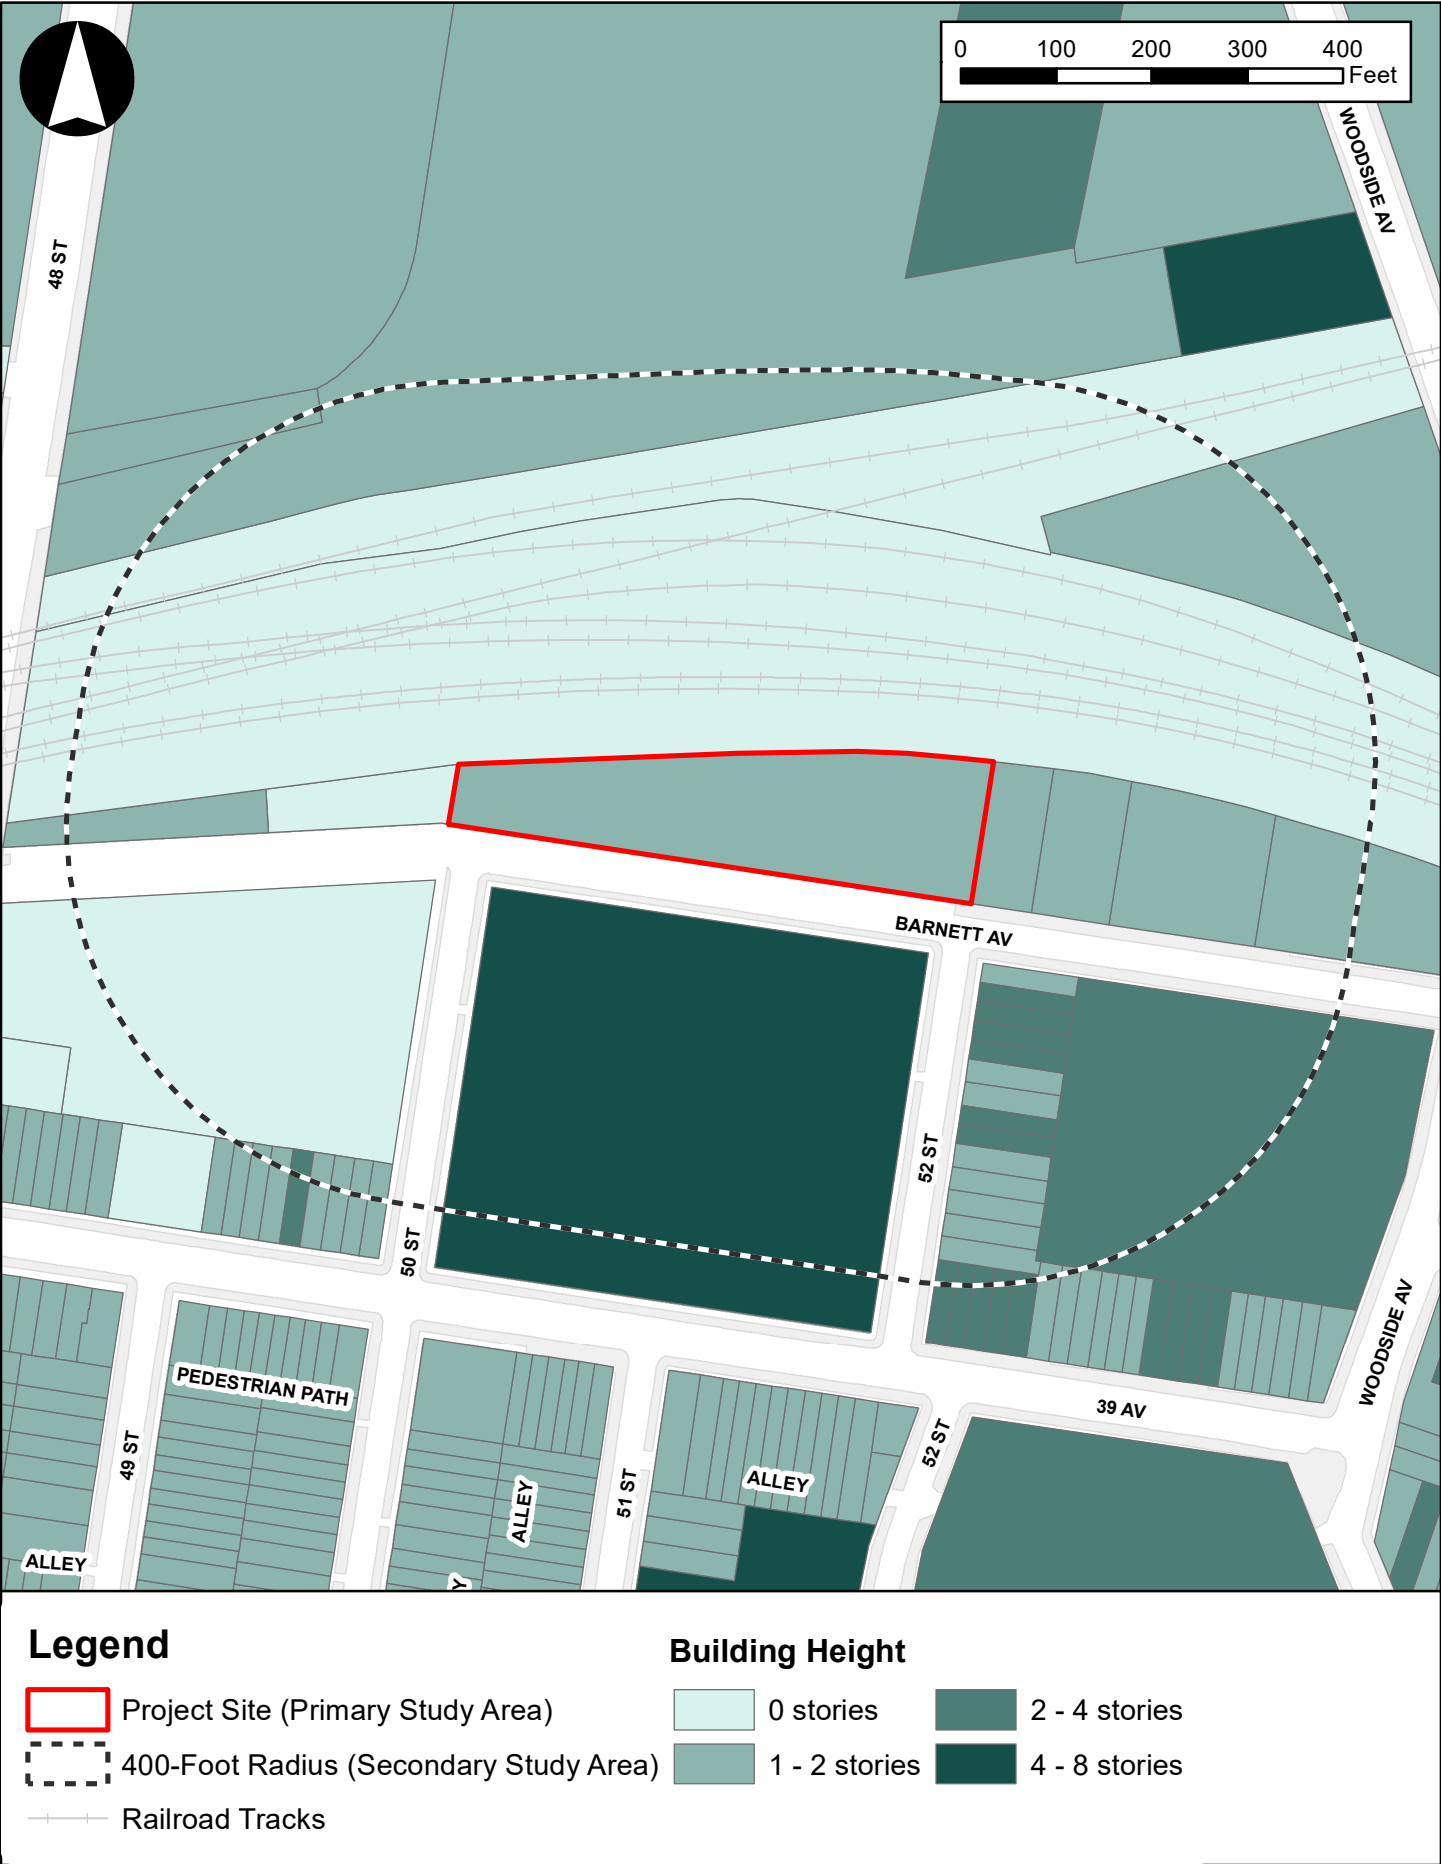 0 100 200 300 400
Feet
WOODSIDE AV
48 ST
BARNETT AV
52 ST
50 ST
WOODSIDE AV
PEDESTRIAN PATH
39 AV
52 ST
49 ST
51 ST
ALLEY
ALLEY
ALLEY
Y
Legend
Project Site (Primary Study Area)
400-Foot Radius (Secondary Study Area)
Railroad Tracks
Building Height
0 stories
1 - 2 stories
2 - 4 stories
4 - 8 stories